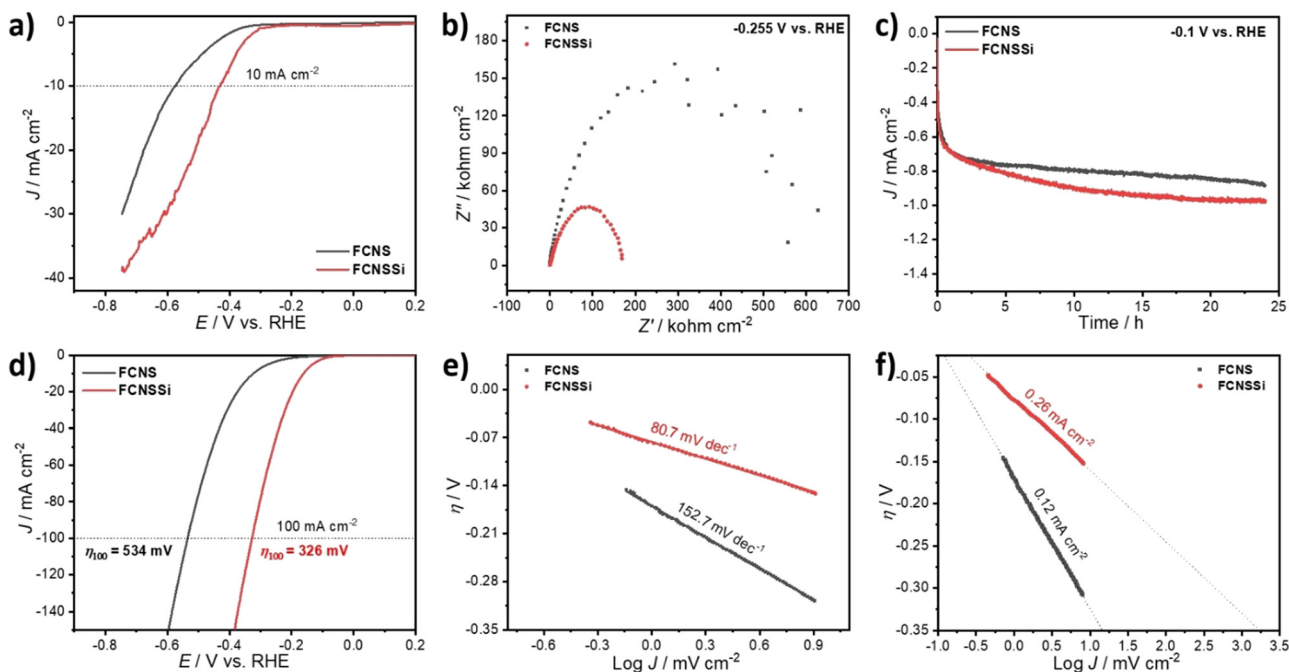 a)
0
-10
-20
-30
-40
J / mA cm-2
10 mA cm-2
FCNS
FCNSSi
-0.8 -0.6 -0.4 -0.2 0.0 0.2
E / V vs. RHE
b)
180
150
120
90
60
30
0
Z″ / kohm cm-2
FCNS
FCNSSi
-0.255 V vs. RHE
-100 0 100 200 300 400 500 600 700
Z′ / kohm cm-2
c)
0.0
-0.2
-0.4
-0.6
-0.8
-1.0
-1.2
-1.4
J / mA cm-2
FCNS
FCNSSi
-0.1 V vs. RHE
0 5 10 15 20 25
Time / h
d)
0
-20
-40
-60
-80
-100
-120
-140
J / mA cm-2
FCNS
FCNSSi
100 mA cm-2
η100 = 534 mV
η100 = 326 mV
-0.8 -0.6 -0.4 -0.2 0.0 0.2
E / V vs. RHE
e)
0.00
-0.07
-0.14
-0.21
-0.28
-0.35
η / V
FCNS
FCNSSi
80.7 mV dec-1
152.7 mV dec-1
-0.6 -0.3 0.0 0.3 0.6 0.9
Log J / mV cm-2
f)
-0.05
-0.10
-0.15
-0.20
-0.25
-0.30
-0.35
η / V
FCNS
FCNSSi
0.26 mA cm-2
0.12 mA cm-2
-1.0 -0.5 0.0 0.5 1.0 1.5 2.0 2.5 3.0 3.5
Log J / mV cm-2